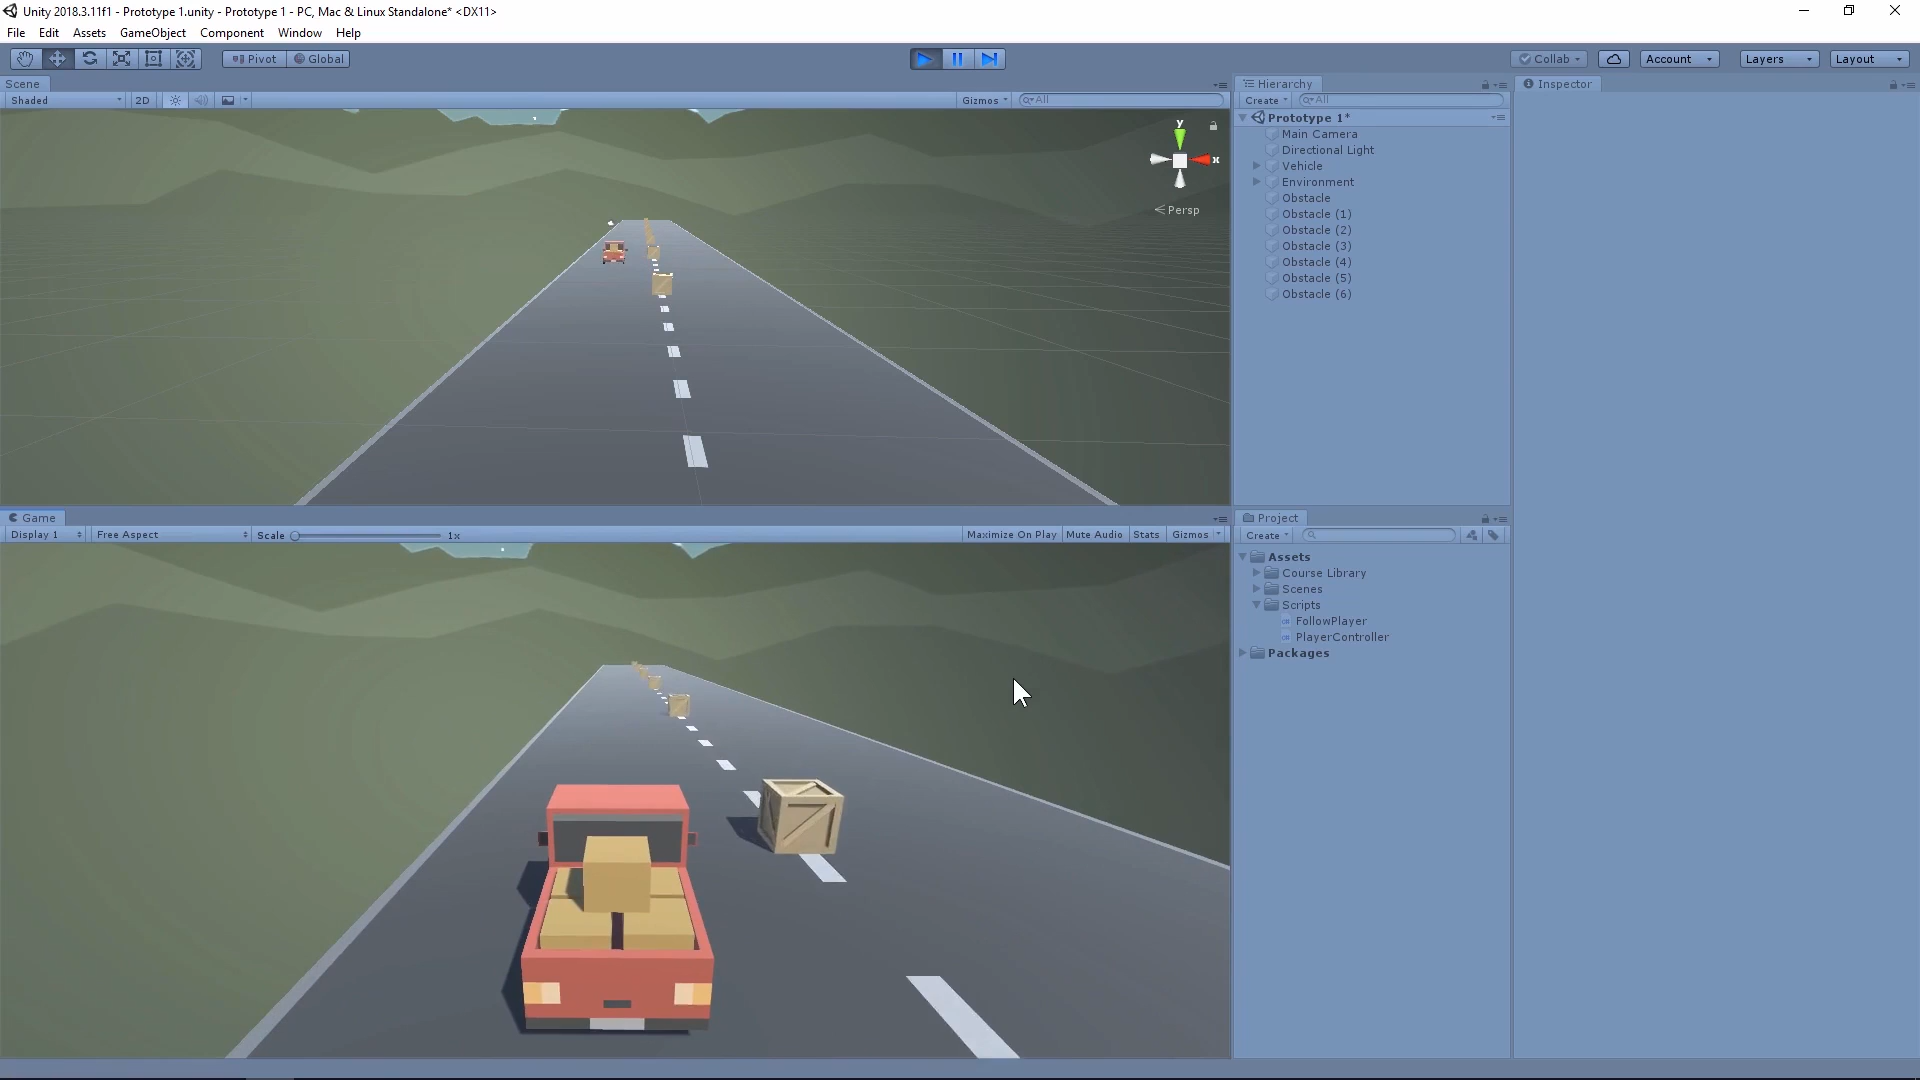 Unity 2018.3.11f1 - Prototype 1.unity - Prototype 1 - PC, Mac & Linux Standalone* <DX11>
File Edit Assets GameObject Component Window Help
Pivot Global Collab Account Layers Layout
Scene
Shaded 2D Gizmos All
y
x
Persp
Hierarchy
Create All
Prototype 1*
Main Camera
Directional Light
Vehicle
Environment
Obstacle
Obstacle (1)
Obstacle (2)
Obstacle (3)
Obstacle (4)
Obstacle (5)
Obstacle (6)
Inspector
Game
Display 1 Free Aspect Scale 1x Maximize On Play Mute Audio Stats Gizmos
Project
Create
Assets
Course Library
Scenes
Scripts
FollowPlayer
PlayerController
Packages